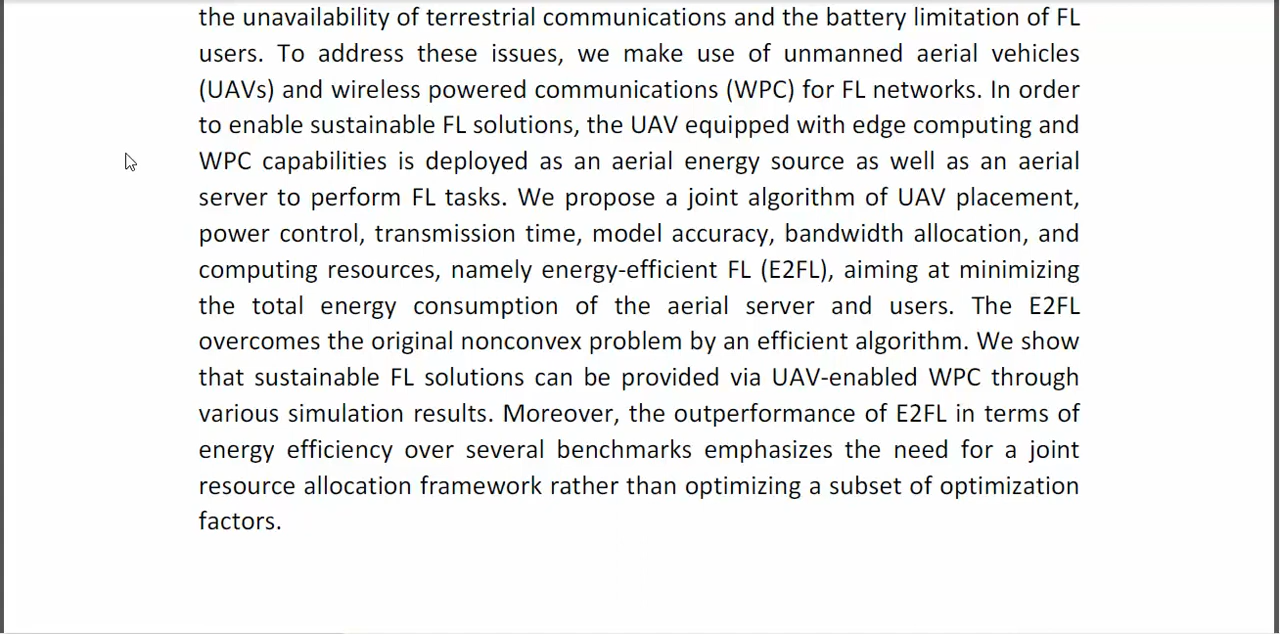 the unavailability of terrestrial communications and the battery limitation of FL
users. To address these issues, we make use of unmanned aerial vehicles
(UAVs) and wireless powered communications (WPC) for FL networks. In order
to enable sustainable FL solutions, the UAV equipped with edge computing and
WPC capabilities is deployed as an aerial energy source as well as an aerial
server to perform FL tasks. We propose a joint algorithm of UAV placement,
power control, transmission time, model accuracy, bandwidth allocation, and
computing resources, namely energy-efficient FL (E2FL), aiming at minimizing
the total energy consumption of the aerial server and users. The E2FL
overcomes the original nonconvex problem by an efficient algorithm. We show
that sustainable FL solutions can be provided via UAV-enabled WPC through
various simulation results. Moreover, the outperformance of E2FL in terms of
energy efficiency over several benchmarks emphasizes the need for a joint
resource allocation framework rather than optimizing a subset of optimization
factors.